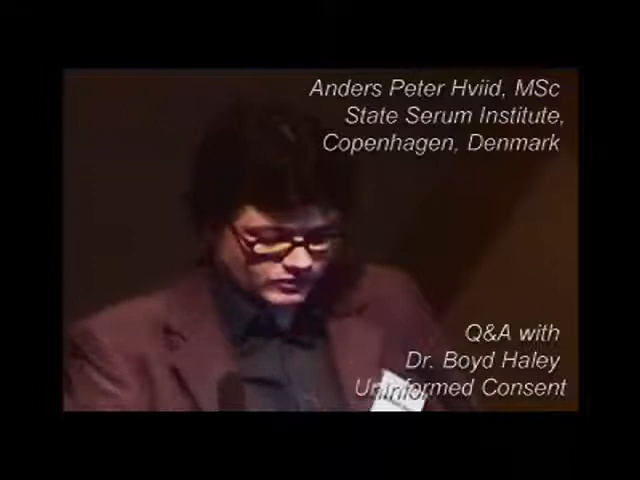 Anders Peter Hviid, MSc
State Serum Institute,
Copenhagen, Denmark
Q&A with
Dr. Boyd Haley
Uninformed Consent